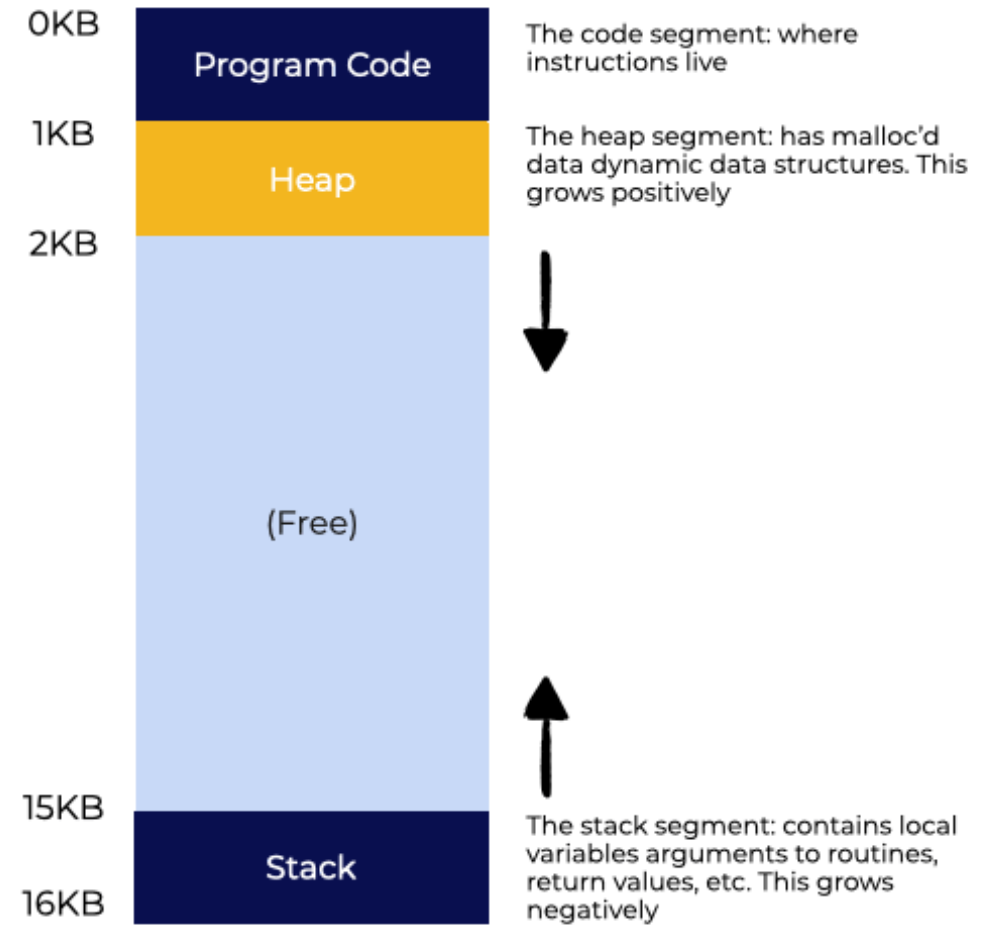 0KB
Program Code
The code segment: where
instructions live
1KB
Heap
The heap segment: has malloc’d
data dynamic data structures. This
grows positively
2KB
(Free)
15KB
Stack
16KB
The stack segment: contains local
variables arguments to routines,
return values, etc. This grows
negatively